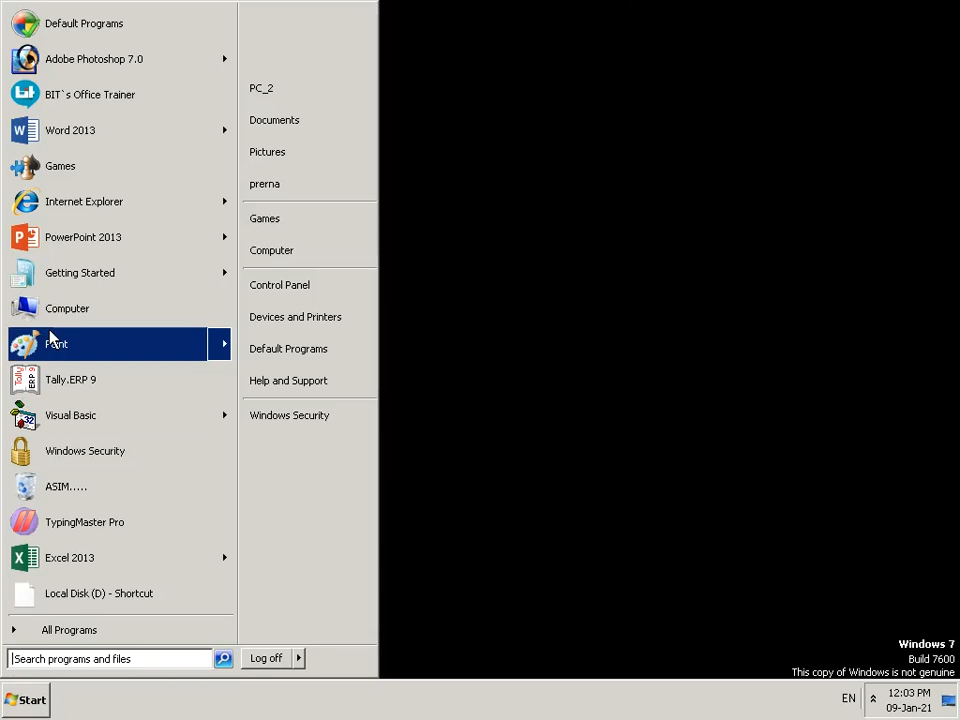 Default Programs
Adobe Photoshop 7.0
BIT`s Office Trainer
Word 2013
Games
Internet Explorer
PowerPoint 2013
Getting Started
Computer
Paint
Tally.ERP 9
Visual Basic
Windows Security
ASIM.....
TypingMaster Pro
Excel 2013
Local Disk (D) - Shortcut
All Programs
Search programs and files
PC_2
Documents
Pictures
prerna
Games
Computer
Control Panel
Devices and Printers
Default Programs
Help and Support
Windows Security
Log off
Windows 7
Build 7600
This copy of Windows is not genuine
Start
EN
12:03 PM
09-Jan-21